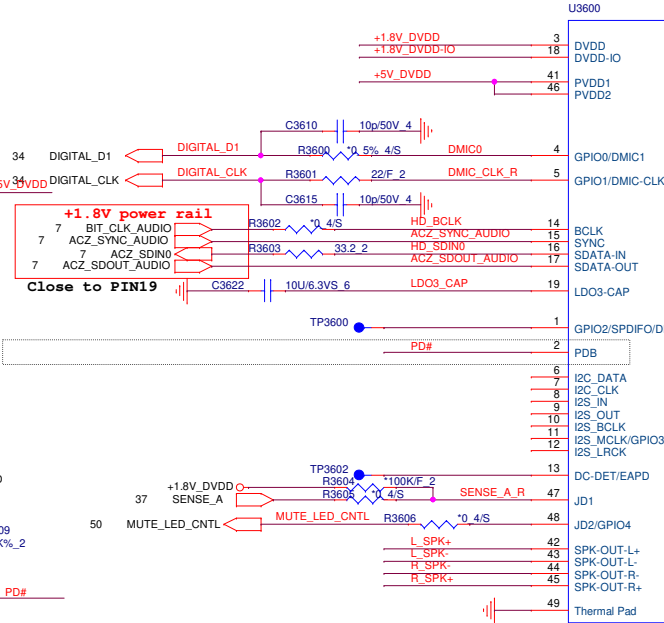 U3600
+1.8V_DVDD 3 DVDD
+1.8V_DVDD-IO 18 DVDD-IO
+5V_DVDD 41 PVDD1
46 PVDD2
C3610 10p/50V_4
34 DIGITAL_D1 DIGITAL_D1 R3600 *0_5%_4/S DMIC0 4 GPIO0/DMIC1
34 DIGITAL_CLK DIGITAL_CLK R3601 22/F_2 DMIC_CLK_R 5 GPIO1/DMIC-CLK
5V_DVDD
C3615 10p/50V_4
+1.8V power rail
7 BIT_CLK_AUDIO R3602 *0_4/S HD_BCLK 14 BCLK
7 ACZ_SYNC_AUDIO ACZ_SYNC_AUDIO 15 SYNC
7 ACZ_SDIN0 R3603 33.2_2 HD_SDIN0 16 SDATA-IN
7 ACZ_SDOUT_AUDIO ACZ_SDOUT_AUDIO 17 SDATA-OUT
Close to PIN19 C3622 10U/6.3VS_6 LDO3_CAP 19 LDO3-CAP
TP3600 1 GPIO2/SPDIFO/D
PD# 2 PDB
6 I2C_DATA
7 I2C_CLK
8 I2S_IN
9 I2S_OUT
10 I2S_BCLK
11 I2S_MCLK/GPIO3
12 I2S_LRCK
TP3602 13 DC-DET/EAPD
+1.8V_DVDD R3604 *100K/F_2
37 SENSE_A R3605 *0_4/S SENSE_A_R 47 JD1
50 MUTE_LED_CNTL MUTE_LED_CNTL R3606 *0_4/S 48 JD2/GPIO4
09
K%_2
L_SPK+ 42 SPK-OUT-L+
L_SPK- 43 SPK-OUT-L-
R_SPK- 44 SPK-OUT-R-
R_SPK+ 45 SPK-OUT-R+
PD#
49 Thermal Pad